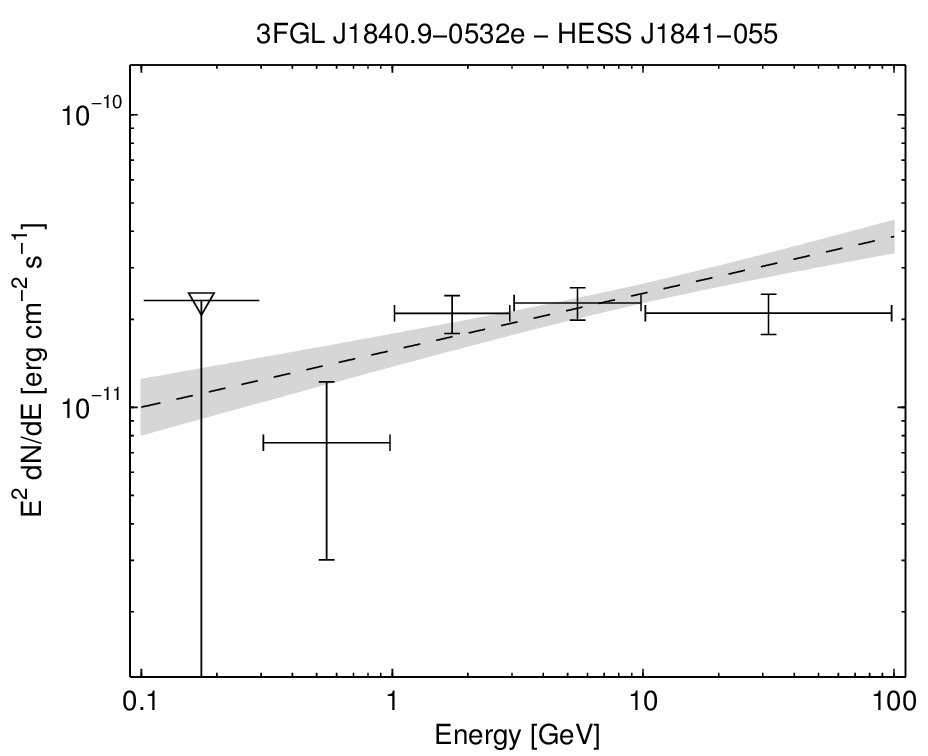 3FGL J1840.9−0532e − HESS J1841−055
10⁻¹⁰
10⁻¹¹
E² dN/dE [erg cm⁻² s⁻¹]
0.1 1 10 100
Energy [GeV]